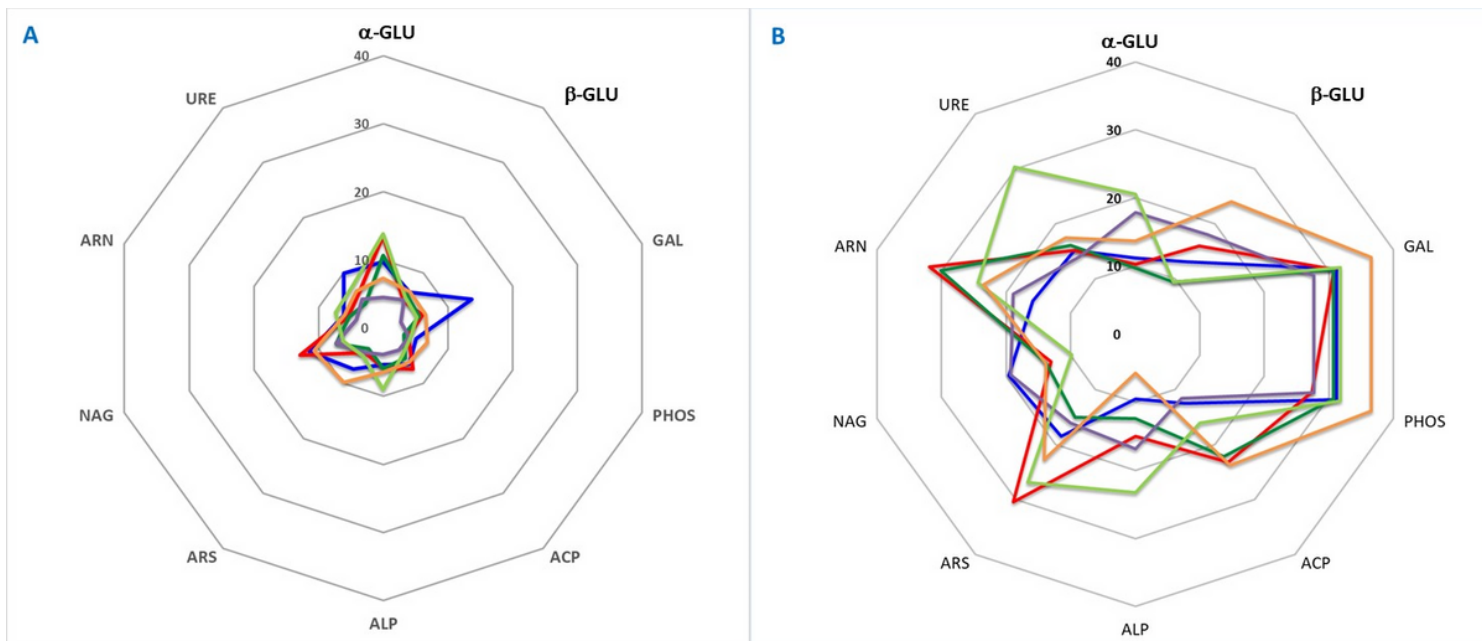 A
α-GLU
40
β-GLU
URE
30
20
10
ARN
GAL
0
NAG
PHOS
ARS
ACP
ALP
B
α-GLU
40
β-GLU
URE
30
20
10
ARN
GAL
0
NAG
PHOS
ARS
ACP
ALP